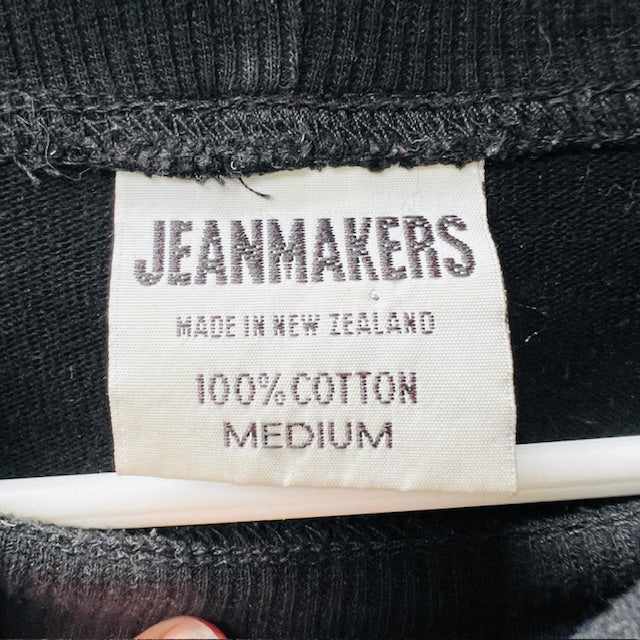 JEANMAKERS
MADE IN NEW ZEALAND
100% COTTON
MEDIUM